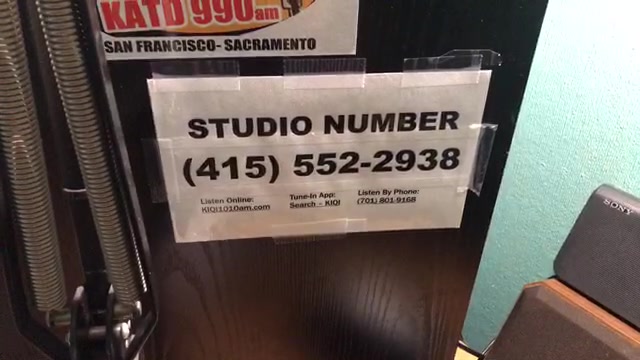 KATD 990am
SAN FRANCISCO-SACRAMENTO
STUDIO NUMBER
(415) 552-2938
Listen Online:
KIQI1010am.com
Tune-In App:
Search - KIQI
Listen By Phone:
(701) 801-9168
SONY